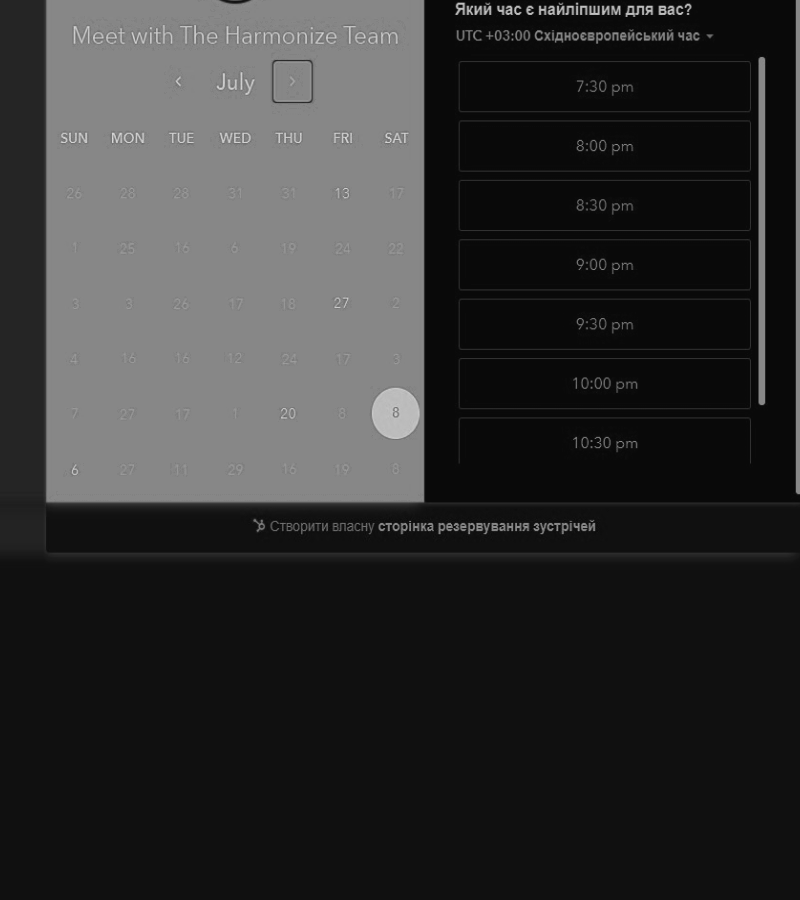 Meet with The Harmonize Team
July
SUN MON TUE WED THU FRI SAT
26 28 28 31 31 13 17
1 25 16 6 19 24 22
3 3 26 17 18 27 2
4 16 16 12 24 17 3
7 27 17 1 20 8 8
6 27 11 29 16 19 8
Який час є найліпшим для вас?
UTC +03:00 Східноєвропейський час
7:30 pm
8:00 pm
8:30 pm
9:00 pm
9:30 pm
10:00 pm
10:30 pm
Створити власну сторінка резервування зустрічей